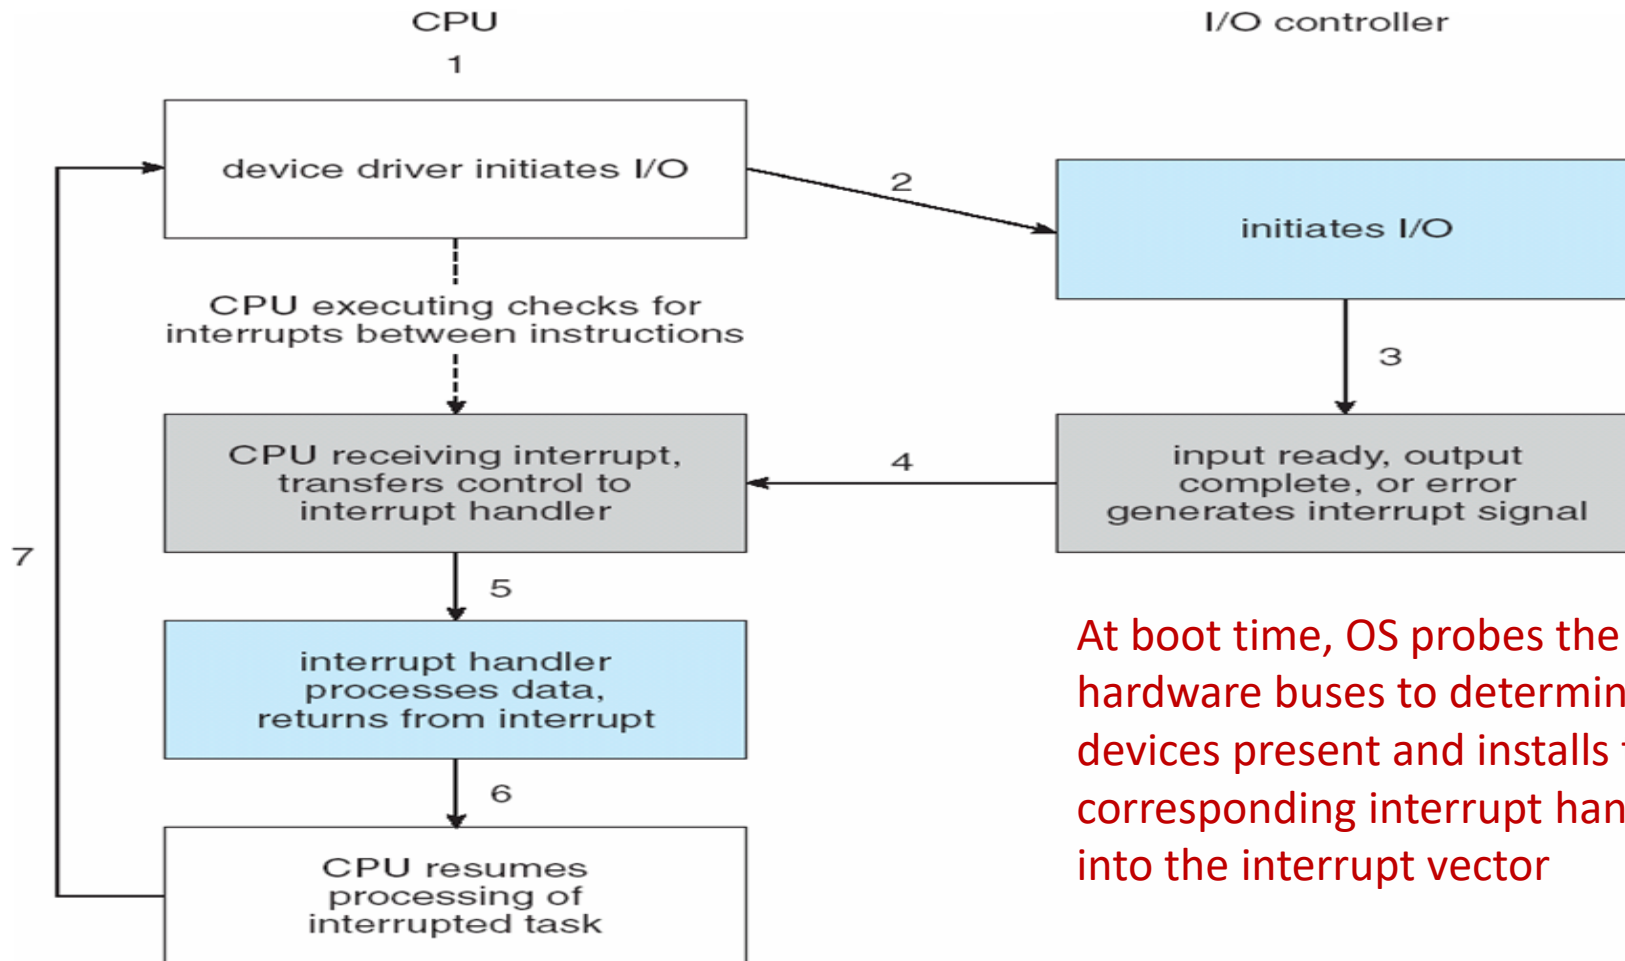 CPU
I/O controller
1
device driver initiates I/O
2
initiates I/O
CPU executing checks for
interrupts between instructions
3
CPU receiving interrupt,
transfers control to
interrupt handler
4
input ready, output
complete, or error
generates interrupt signal
7
5
interrupt handler
processes data,
returns from interrupt
6
CPU resumes
processing of
interrupted task
At boot time, OS probes the
hardware buses to determin
devices present and installs
corresponding interrupt han
into the interrupt vector